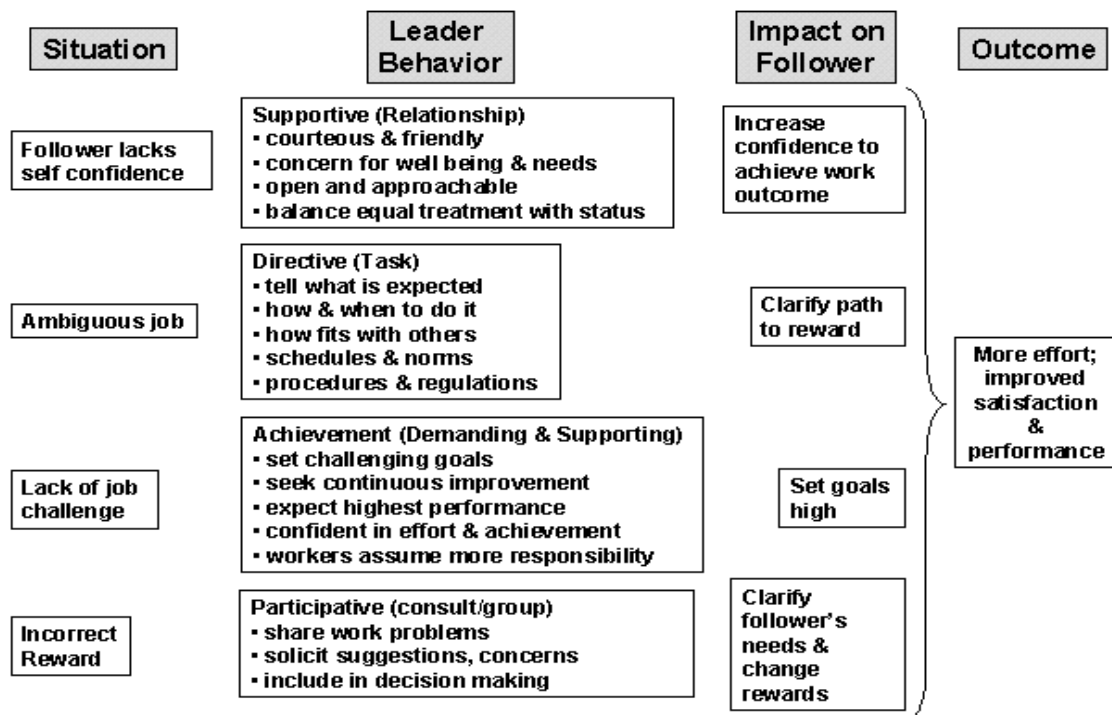 Situation
Leader
Behavior
Impact on
Follower
Outcome
Follower lacks
self confidence
Supportive (Relationship)
▪ courteous & friendly
▪ concern for well being & needs
▪ open and approachable
▪ balance equal treatment with status
Increase
confidence to
achieve work
outcome
Ambiguous job
Directive (Task)
▪ tell what is expected
▪ how & when to do it
▪ how fits with others
▪ schedules & norms
▪ procedures & regulations
Clarify path
to reward
Lack of job
challenge
Achievement (Demanding & Supporting)
▪ set challenging goals
▪ seek continuous improvement
▪ expect highest performance
▪ confident in effort & achievement
▪ workers assume more responsibility
Set goals
high
Incorrect
Reward
Participative (consult/group)
▪ share work problems
▪ solicit suggestions, concerns
▪ include in decision making
Clarify
follower's
needs &
change
rewards
More effort;
improved
satisfaction
&
performance